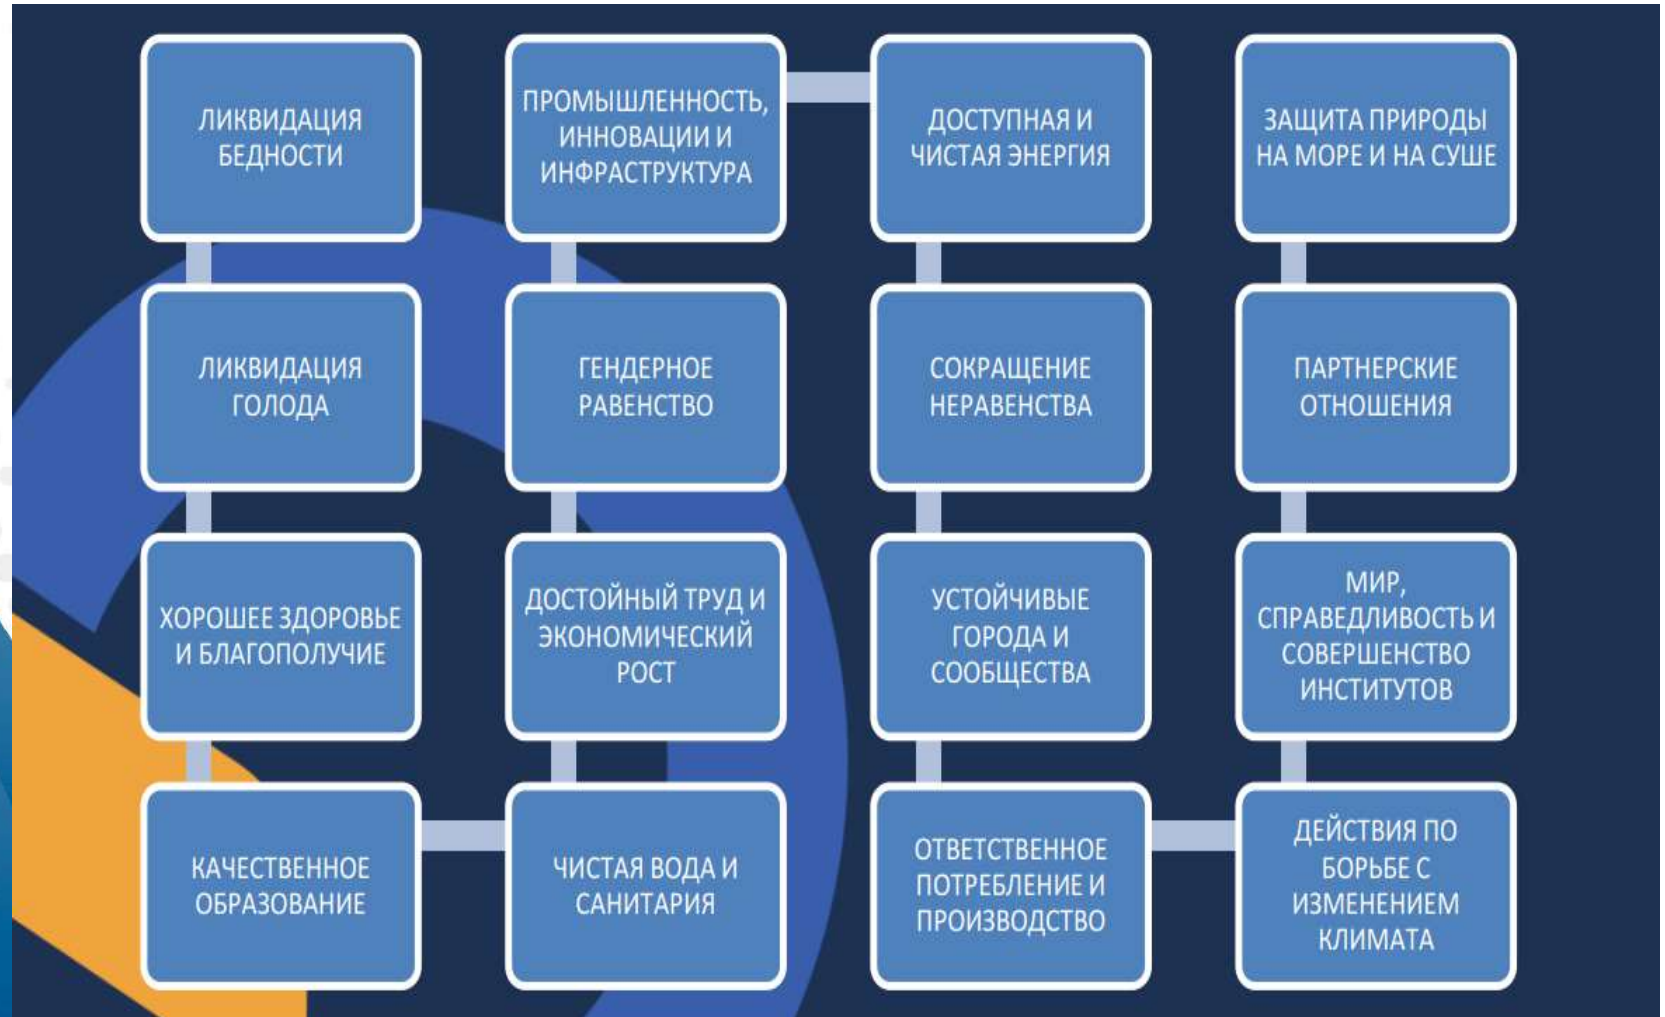 ЛИКВИДАЦИЯ
БЕДНОСТИ
ЛИКВИДАЦИЯ
ГОЛОДА
ХОРОШЕЕ ЗДОРОВЬЕ
И БЛАГОПОЛУЧИЕ
КАЧЕСТВЕННОЕ
ОБРАЗОВАНИЕ
ЧИСТАЯ ВОДА И
САНИТАРИЯ
ДОСТОЙНЫЙ ТРУД И
ЭКОНОМИЧЕСКИЙ
РОСТ
ГЕНДЕРНОЕ
РАВЕНСТВО
ПРОМЫШЛЕННОСТЬ,
ИННОВАЦИИ И
ИНФРАСТРУКТУРА
ДОСТУПНАЯ И
ЧИСТАЯ ЭНЕРГИЯ
СОКРАЩЕНИЕ
НЕРАВЕНСТВА
УСТОЙЧИВЫЕ
ГОРОДА И
СООБЩЕСТВА
ОТВЕТСТВЕННОЕ
ПОТРЕБЛЕНИЕ И
ПРОИЗВОДСТВО
ДЕЙСТВИЯ ПО
БОРЬБЕ С
ИЗМЕНЕНИЕМ
КЛИМАТА
МИР,
СПРАВЕДЛИВОСТЬ И
СОВЕРШЕНСТВО
ИНСТИТУТОВ
ПАРТНЕРСКИЕ
ОТНОШЕНИЯ
ЗАЩИТА ПРИРОДЫ
НА МОРЕ И НА СУШЕ